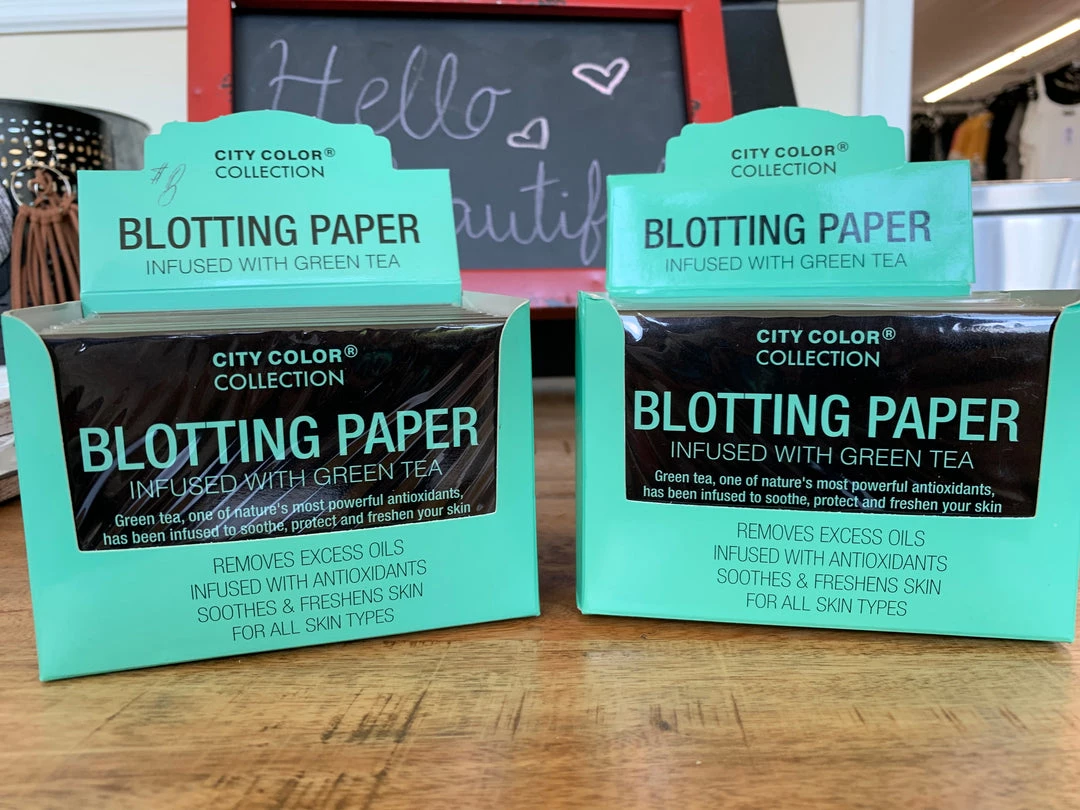 Hello
CITY COLOR®
COLLECTION
BLOTTING PAPER
INFUSED WITH GREEN TEA
CITY COLOR®
COLLECTION
BLOTTING PAPER
INFUSED WITH GREEN TEA
Green tea, one of nature's most powerful antioxidants,
has been infused to soothe, protect and freshen your skin
REMOVES EXCESS OILS
INFUSED WITH ANTIOXIDANTS
SOOTHES & FRESHENS SKIN
FOR ALL SKIN TYPES
CITY COLOR®
COLLECTION
BLOTTING PAPER
INFUSED WITH GREEN TEA
CITY COLOR®
COLLECTION
BLOTTING PAPER
INFUSED WITH GREEN TEA
Green tea, one of nature's most powerful antioxidants,
has been infused to soothe, protect and freshen your skin
REMOVES EXCESS OILS
INFUSED WITH ANTIOXIDANTS
SOOTHES & FRESHENS SKIN
FOR ALL SKIN TYPES